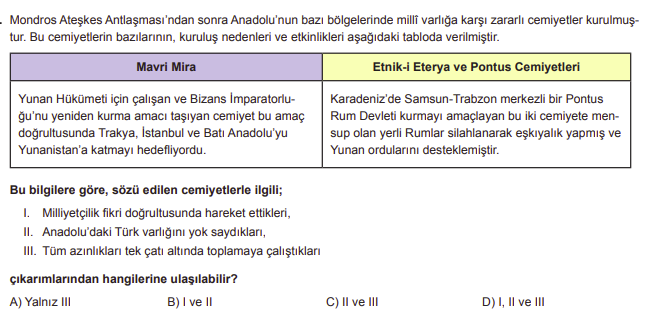 . Mondros Ateşkes Antlaşması'ndan sonra Anadolu'nun bazı bölgelerinde millî varlığa karşı zararlı cemiyetler kurulmuş-
tur. Bu cemiyetlerin bazılarının, kuruluş nedenleri ve etkinlikleri aşağıdaki tabloda verilmiştir.
Mavri Mira
Yunan Hükümeti için çalışan ve Bizans İmparatorlu-
ğu'nu yeniden kurma amacı taşıyan cemiyet bu amaç
doğrultusunda Trakya, İstanbul ve Batı Anadolu'yu
Yunanistan'a katmayı hedefliyordu.
Etnik-i Eterya ve Pontus Cemiyetleri
Karadeniz'de Samsun-Trabzon merkezli bir Pontus
Rum Devleti kurmayı amaçlayan bu iki cemiyete men-
sup olan yerli Rumlar silahlanarak eşkıyalık yapmış ve
Yunan ordularını desteklemiştir.
Bu bilgilere göre, sözü edilen cemiyetlerle ilgili;
I. Milliyetçilik fikri doğrultusunda hareket ettikleri,
II. Anadolu'daki Türk varlığını yok saydıkları,
III. Tüm azınlıkları tek çatı altında toplamaya çalıştıkları
çıkarımlarından hangilerine ulaşılabilir?
A) Yalnız III B) I ve II C) II ve III D) I, II ve III